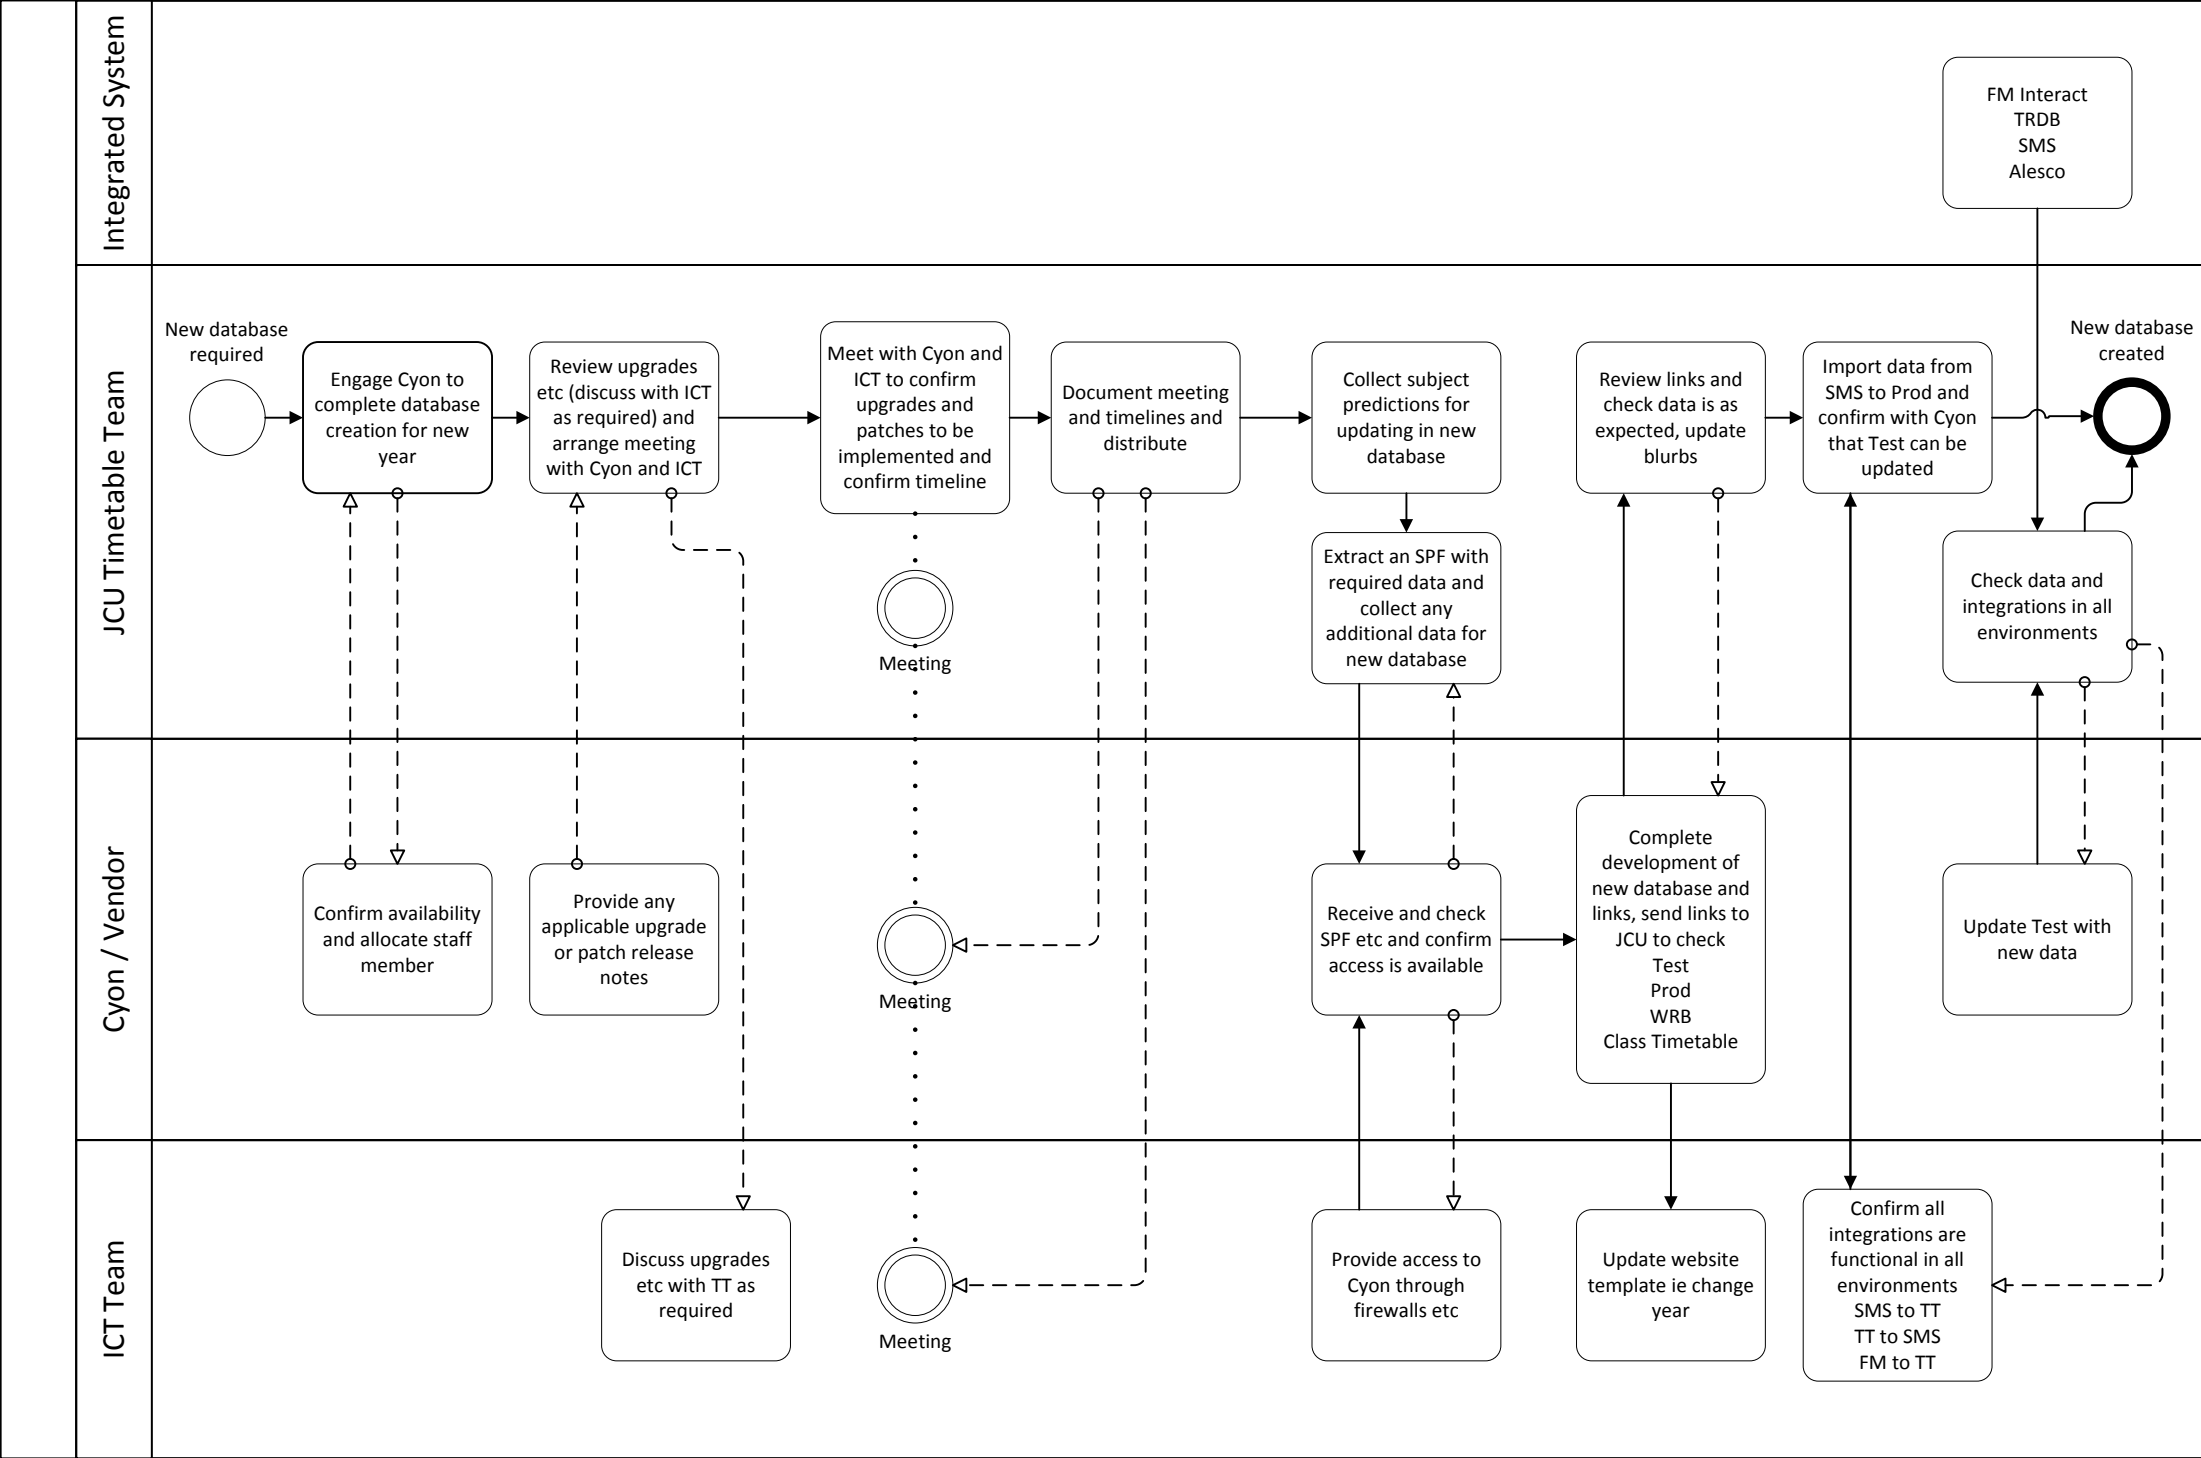 Integrated System
FM Interact
TRDB
SMS
Alesco
JCU Timetable Team
New database
required
Engage Cyon to
complete database
creation for new
year
Review upgrades
etc (discuss with ICT
as required) and
arrange meeting
with Cyon and ICT
Meet with Cyon and
ICT to confirm
upgrades and
patches to be
implemented and
confirm timeline
Document meeting
and timelines and
distribute
Collect subject
predictions for
updating in new
database
Review links and
check data is as
expected, update
blurbs
Import data from
SMS to Prod and
confirm with Cyon
that Test can be
updated
New database
created
Meeting
Extract an SPF with
required data and
collect any
additional data for
new database
Check data and
integrations in all
environments
Cyon / Vendor
Confirm availability
and allocate staff
member
Provide any
applicable upgrade
or patch release
notes
Meeting
Receive and check
SPF etc and confirm
access is available
Complete
development of
new database and
links, send links to
JCU to check
Test
Prod
WRB
Class Timetable
Update Test with
new data
ICT Team
Discuss upgrades
etc with TT as
required
Meeting
Provide access to
Cyon through
firewalls etc
Update website
template ie change
year
Confirm all
integrations are
functional in all
environments
SMS to TT
TT to SMS
FM to TT